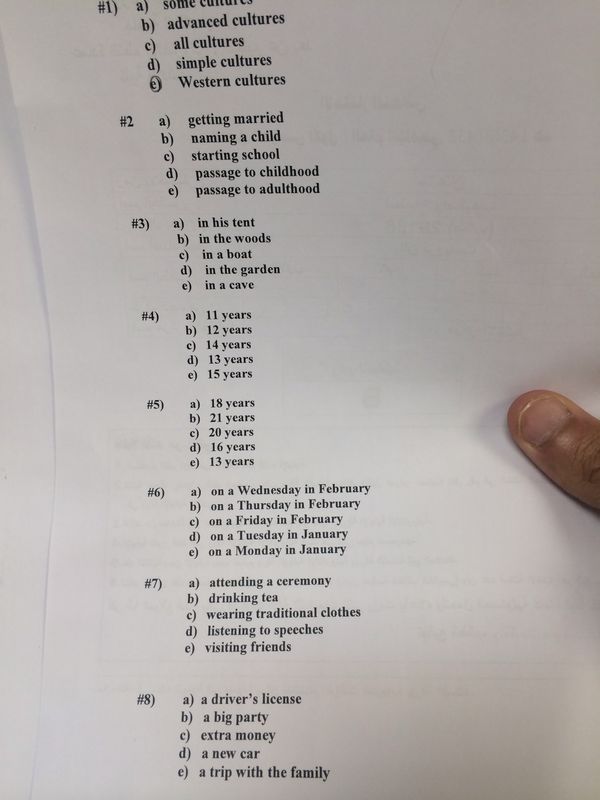 #1) a) some cultures
b) advanced cultures
c) all cultures
d) simple cultures
e) Western cultures
#2 a) getting married
b) naming a child
c) starting school
d) passage to childhood
e) passage to adulthood
#3) a) in his tent
b) in the woods
c) in a boat
d) in the garden
e) in a cave
#4) a) 11 years
b) 12 years
c) 14 years
d) 13 years
e) 15 years
#5) a) 18 years
b) 21 years
c) 20 years
d) 16 years
e) 13 years
#6) a) on a Wednesday in February
b) on a Thursday in February
c) on a Friday in February
d) on a Tuesday in January
e) on a Monday in January
#7) a) attending a ceremony
b) drinking tea
c) wearing traditional clothes
d) listening to speeches
e) visiting friends
#8) a) a driver's license
b) a big party
c) extra money
d) a new car
e) a trip with the family